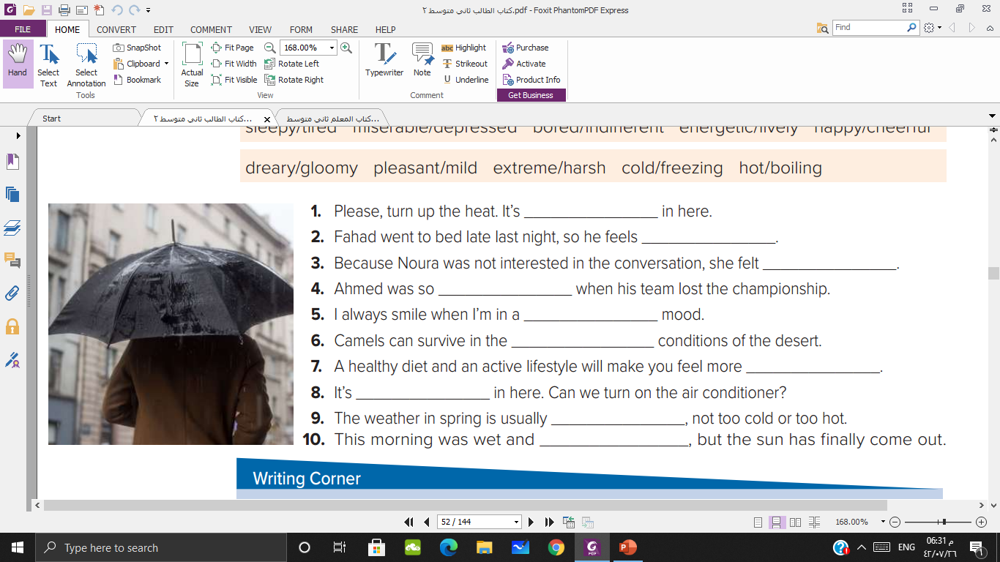 كتاب الطالب ثاني متوسط ٢.pdf - Foxit PhantomPDF Express
FILE HOME CONVERT EDIT COMMENT VIEW FORM SHARE HELP
Find
Hand
Select Text
Select Annotation
SnapShot
Clipboard
Bookmark
Tools
Actual Size
Fit Page
Fit Width
Fit Visible
168.00%
Rotate Left
Rotate Right
View
Typewriter
Note
Highlight
Strikeout
Underline
Comment
Purchase
Activate
Product Info
Get Business
Start
كتاب الطالب ثاني متوسط ٢...
كتاب المعلم ثاني متوسط...
sleepy/tired miserable/depressed bored/indifferent energetic/lively happy/cheerful
dreary/gloomy pleasant/mild extreme/harsh cold/freezing hot/boiling
1. Please, turn up the heat. It’s ________________ in here.
2. Fahad went to bed late last night, so he feels ________________.
3. Because Noura was not interested in the conversation, she felt ________________.
4. Ahmed was so ________________ when his team lost the championship.
5. I always smile when I’m in a ________________ mood.
6. Camels can survive in the ________________ conditions of the desert.
7. A healthy diet and an active lifestyle will make you feel more ________________.
8. It’s ________________ in here. Can we turn on the air conditioner?
9. The weather in spring is usually ________________, not too cold or too hot.
10. This morning was wet and ________________, but the sun has finally come out.
Writing Corner
52 / 144
168.00%
Type here to search
ENG
06:31 م
٤٢/٠٧/٢٦